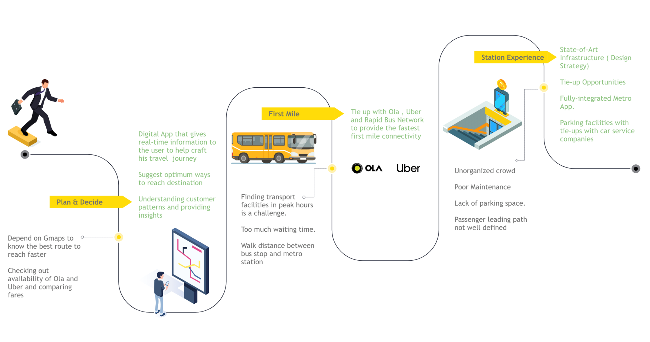 Plan & Decide
Digital App that gives
real-time information to
the user to help craft
his travel journey
Suggest optimum ways
to reach destination
Understanding customer
patterns and providing
insights
Depend on Gmaps to
know the best route to
reach faster
Checking out
availability of Ola and
Uber and comparing
fares
First Mile
Tie up with Ola , Uber
and Rapid Bus Network
to provide the fastest
first mile connectivity
OLA
Uber
Finding transport
facilities in peak hours
is a challenge.
Too much waiting time.
Walk distance between
bus stop and metro
station
Station Experience
State-of-Art
Infrastructure ( Design
Strategy)
Tie-up Opportunities
Fully-integrated Metro
App.
Parking facilities with
tie-ups with car service
companies
Unorganized crowd
Poor Maintenance
Lack of parking space.
Passenger leading path
not well defined